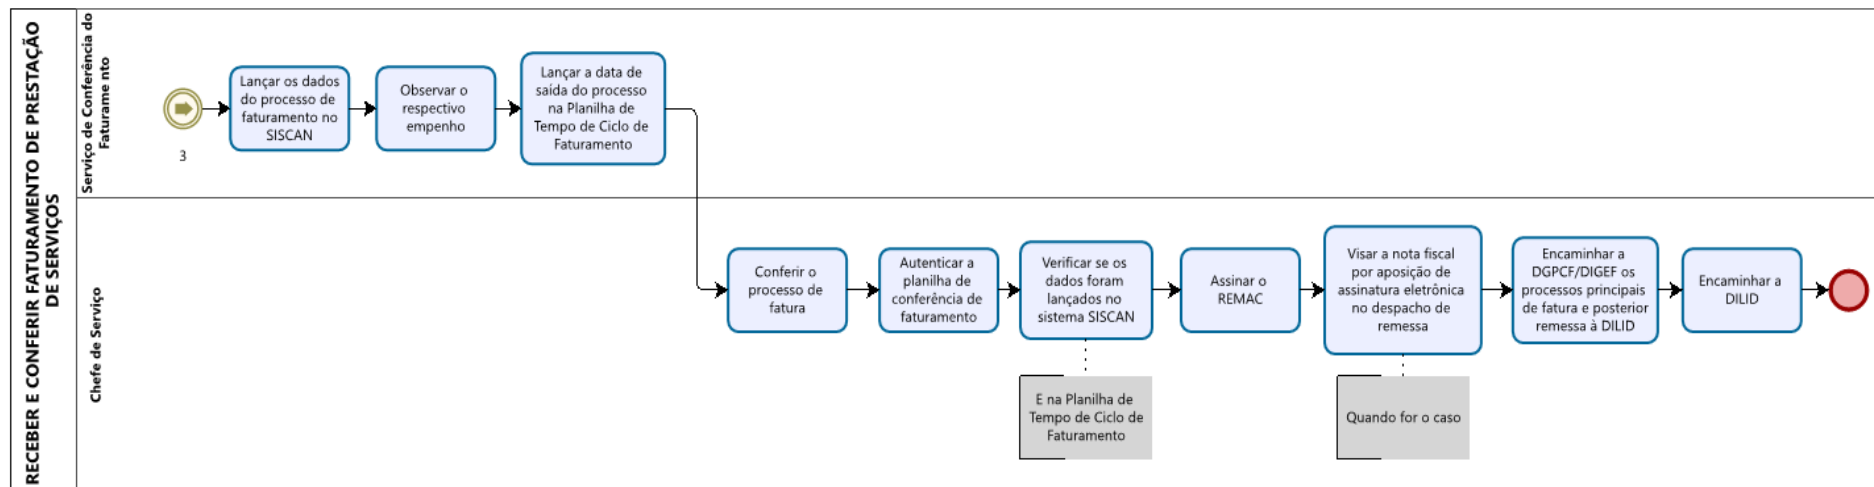 RECEBER E CONFERIR FATURAMENTO DE PRESTAÇÃO
DE SERVIÇOS
Serviço de Conferência do
Faturame nto
3
Lançar os dados
do processo de
faturamento no
SISCAN
Observar o
respectivo
empenho
Lançar a data de
saída do processo
na Planilha de
Tempo de Ciclo de
Faturamento
Chefe de Serviço
Conferir o
processo de
fatura
Autenticar a
planilha de
conferência de
faturamento
Verificar se os
dados foram
lançados no
sistema SISCAN
Assinar o
REMAC
Visar a nota fiscal
por aposição de
assinatura eletrônica
no despacho de
remessa
Encaminhar a
DGPCF/DIGEF os
processos principais
de fatura e posterior
remessa à DILID
Encaminhar a
DILID
E na Planilha de
Tempo de Ciclo de
Faturamento
Quando for o caso